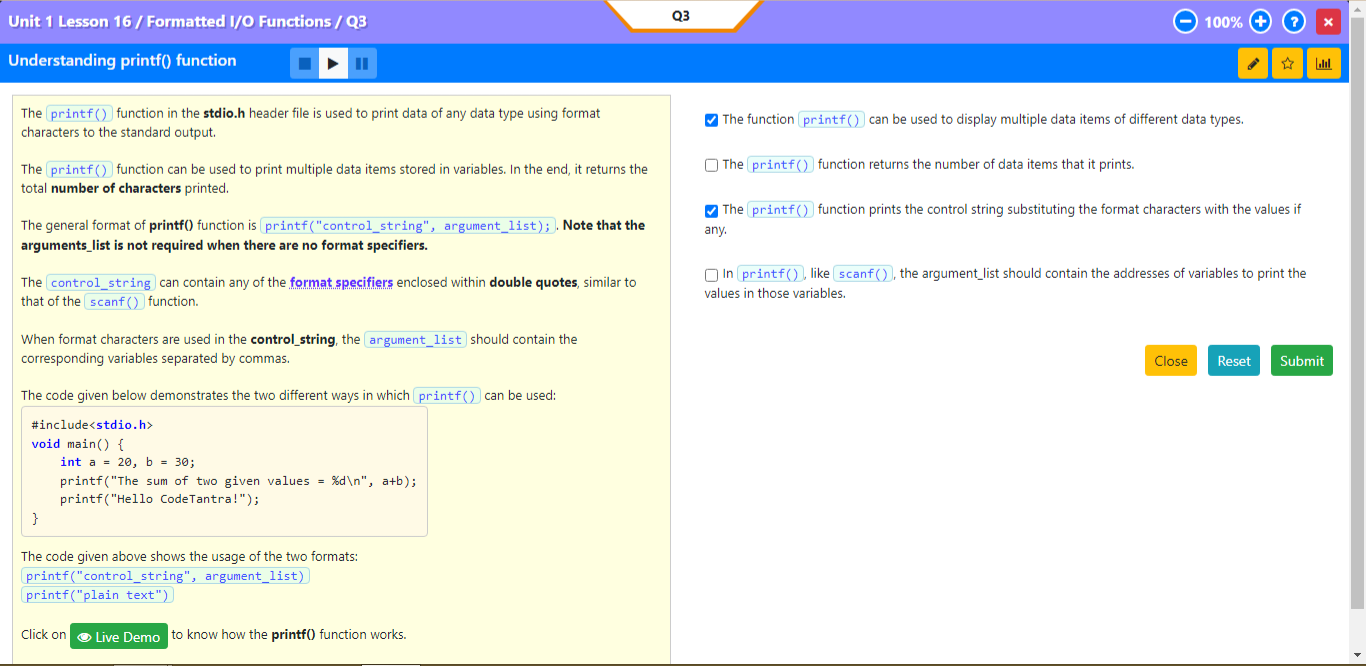 Unit 1 Lesson 16 / Formatted I/O Functions / Q3
Q3
100%
Understanding printf() function
The printf() function in the stdio.h header file is used to print data of any data type using format
characters to the standard output.
The printf() function can be used to print multiple data items stored in variables. In the end, it returns the
total number of characters printed.
The general format of printf() function is printf("control_string", argument_list); . Note that the
arguments_list is not required when there are no format specifiers.
The control_string can contain any of the format specifiers enclosed within double quotes, similar to
that of the scanf() function.
When format characters are used in the control_string, the argument_list should contain the
corresponding variables separated by commas.
The code given below demonstrates the two different ways in which printf() can be used:
#include<stdio.h>
void main() {
    int a = 20, b = 30;
    printf("The sum of two given values = %d\n", a+b);
    printf("Hello CodeTantra!");
}
The code given above shows the usage of the two formats:
printf("control_string", argument_list)
printf("plain text")
Click on Live Demo to know how the printf() function works.
The function printf() can be used to display multiple data items of different data types.
The printf() function returns the number of data items that it prints.
The printf() function prints the control string substituting the format characters with the values if
any.
In printf(), like scanf(), the argument_list should contain the addresses of variables to print the
values in those variables.
Close Reset Submit